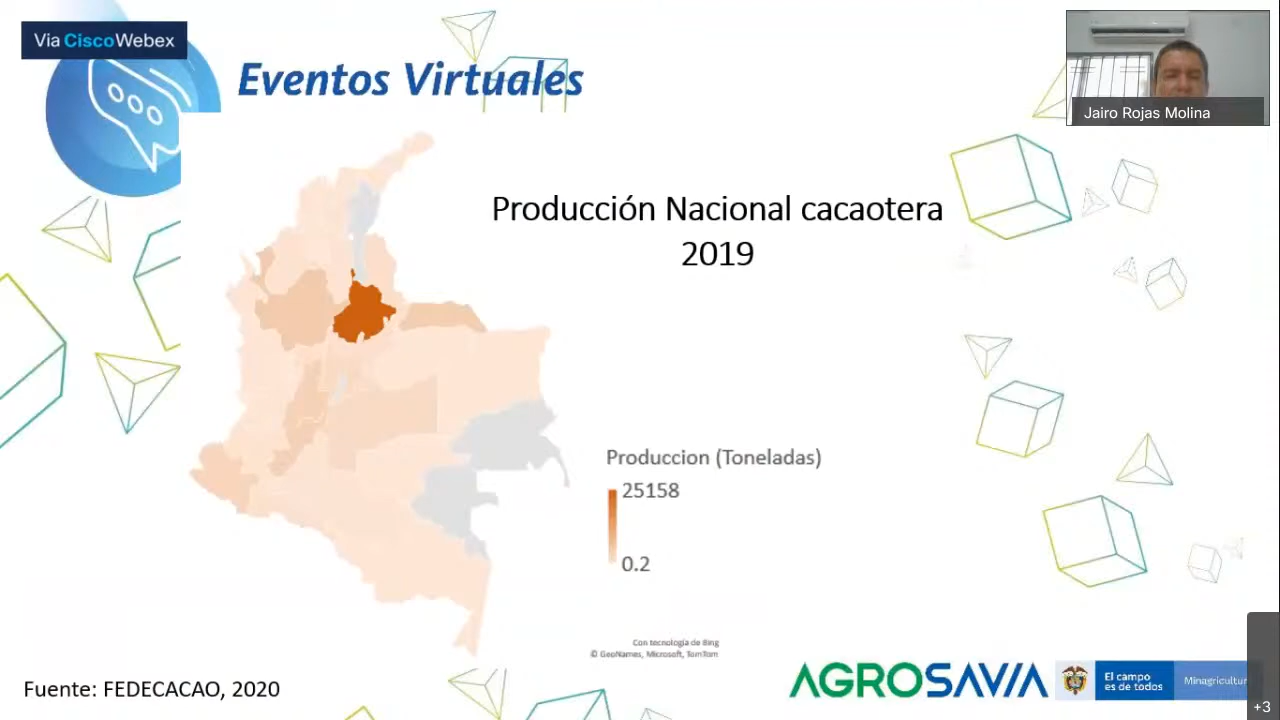 Vía CiscoWebex
Eventos Virtuales
Jairo Rojas Molina
Producción Nacional cacaotera
2019
Produccion (Toneladas)
25158
0.2
Con tecnología de Bing
© GeoNames, Microsoft, TomTom
Fuente: FEDECACAO, 2020
AGROSAVIA
El campo
es de todos
Minagricultur
+3